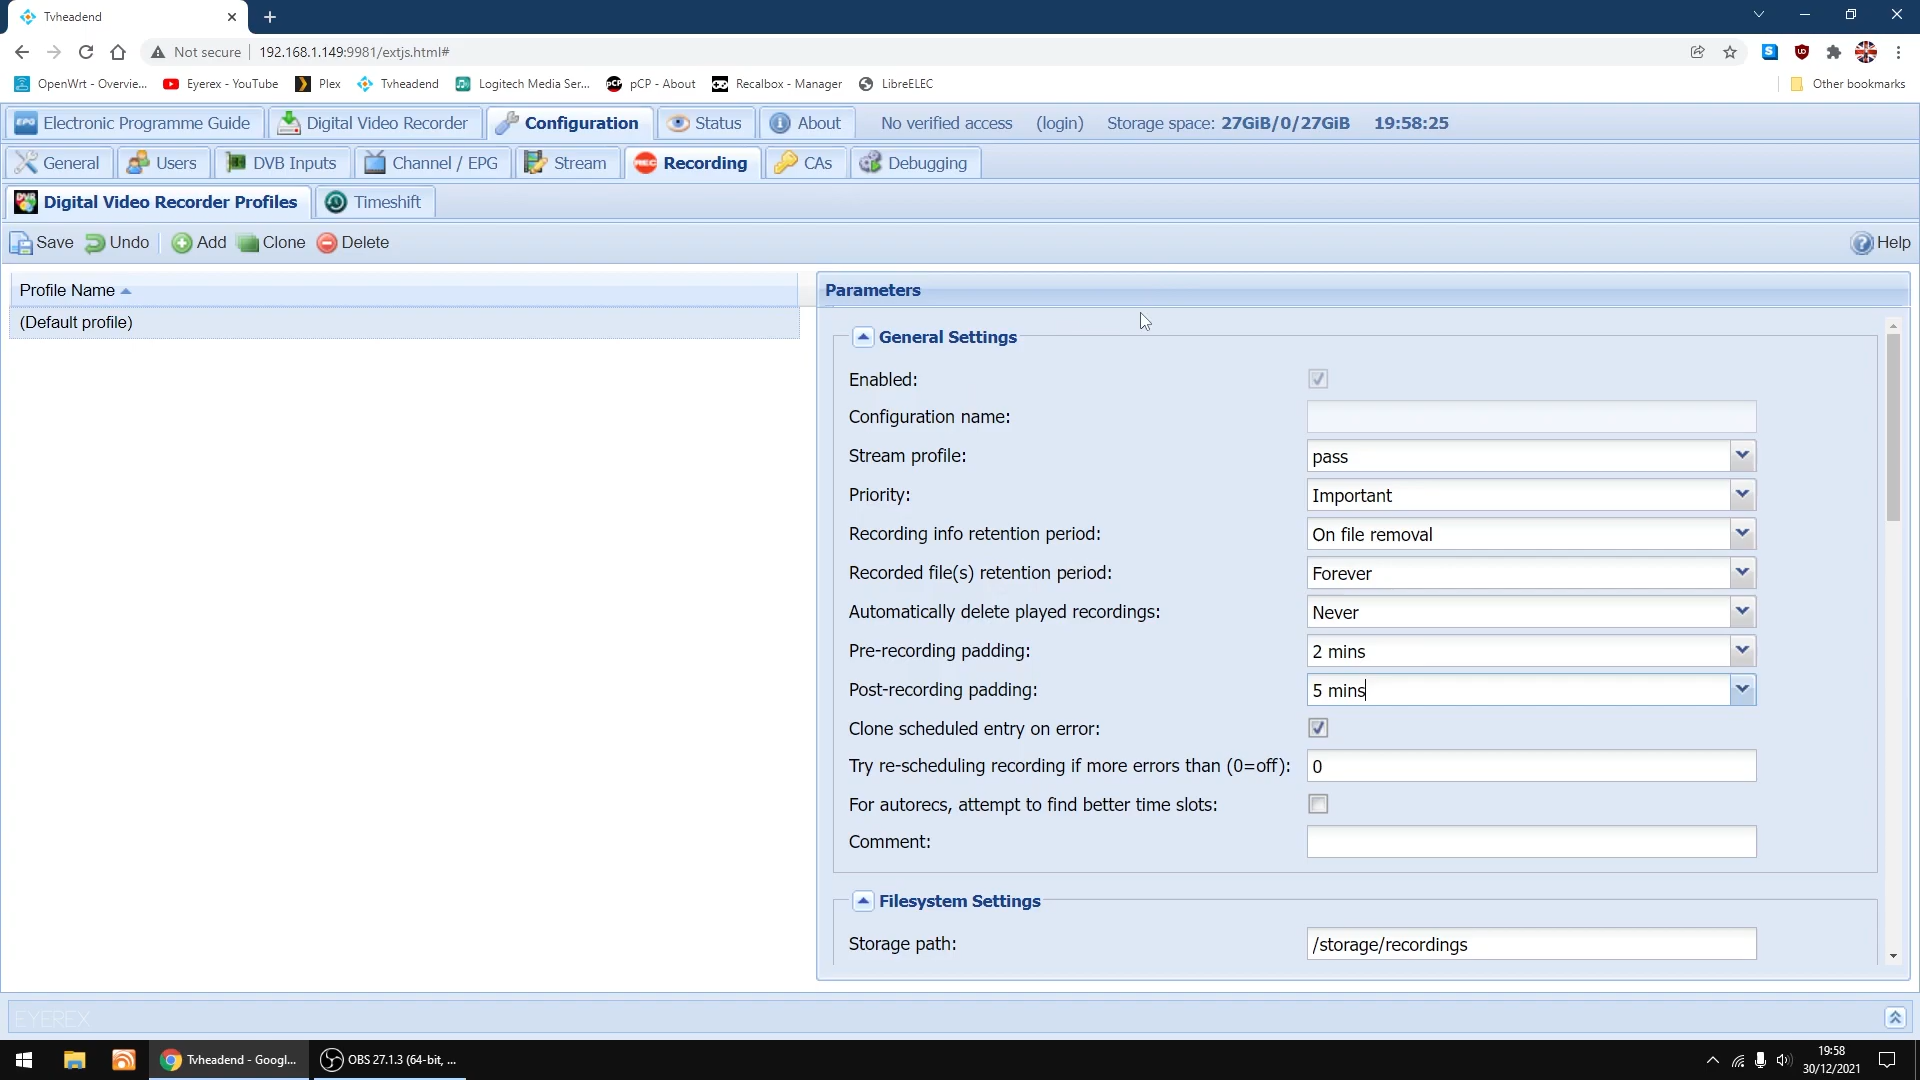 Tvheadend
Not secure 192.168.1.149:9981/extjs.html#
OpenWrt - Overvie... Eyerex - YouTube Plex Tvheadend Logitech Media Ser... pCP pCP - About Recalbox - Manager LibreELEC Other bookmarks
EPG Electronic Programme Guide Digital Video Recorder Configuration Status About No verified access (login) Storage space: 27GiB/0/27GiB 19:58:25
General Users DVB Inputs Channel / EPG Stream REC Recording CAs Debugging
DVR Digital Video Recorder Profiles Timeshift
Save Undo Add Clone Delete Help
Profile Name
(Default profile)
Parameters
General Settings
Enabled:
Configuration name:
Stream profile: pass
Priority: Important
Recording info retention period: On file removal
Recorded file(s) retention period: Forever
Automatically delete played recordings: Never
Pre-recording padding: 2 mins
Post-recording padding: 5 mins
Clone scheduled entry on error:
Try re-scheduling recording if more errors than (0=off): 0
For autorecs, attempt to find better time slots:
Comment:
Filesystem Settings
Storage path: /storage/recordings
EYEREX
Tvheadend - Googl... OBS 27.1.3 (64-bit, ... 19:58
30/12/2021